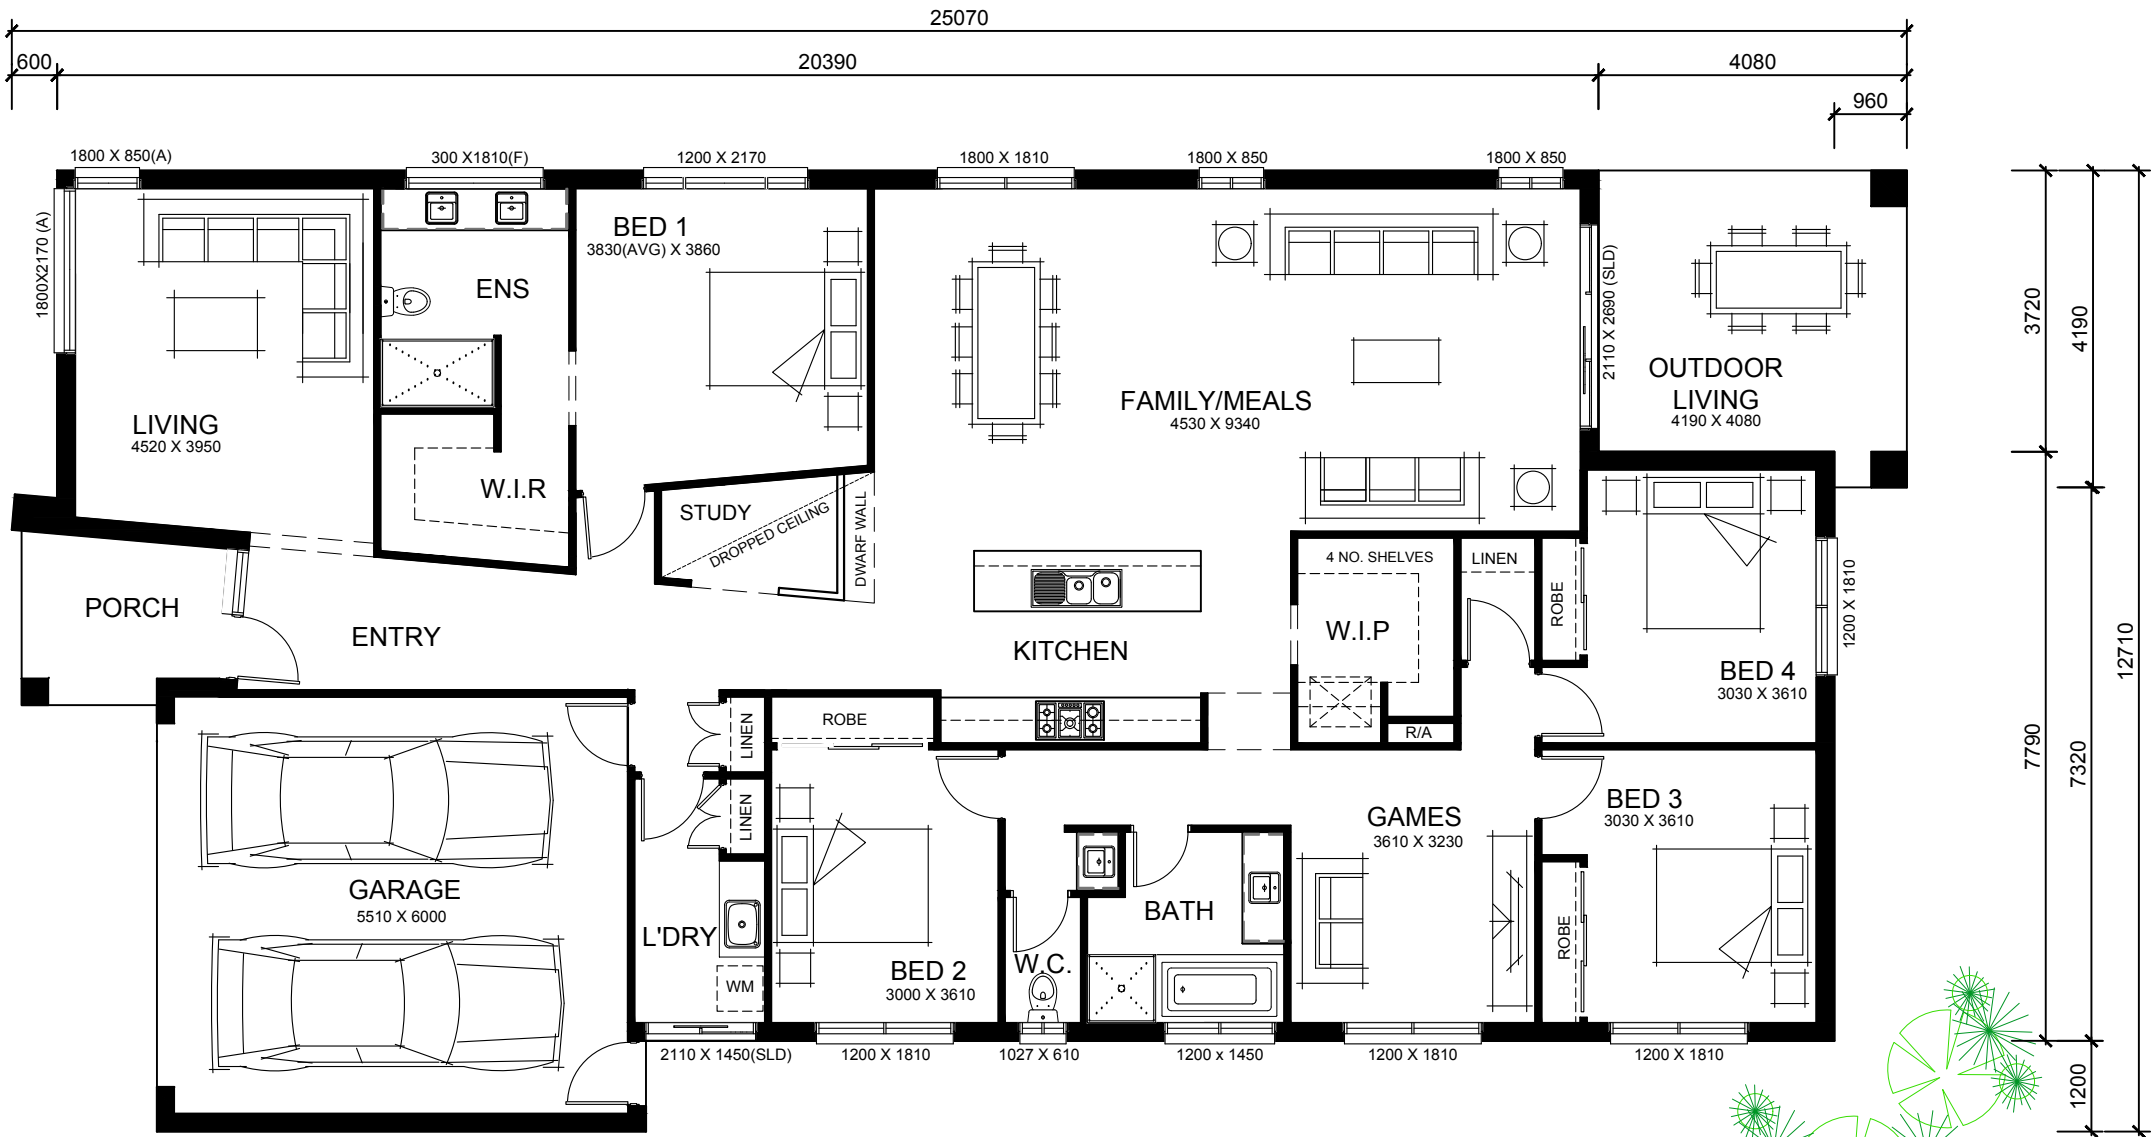 25070
600
20390
4080
960
1800 X 850(A)
300 X1810(F)
1200 X 2170
1800 X 1810
1800 X 850
1800 X 850
1800X2170 (A)
BED 1
3830(AVG) X 3860
ENS
2110 X 2690 (SLD)
3720
4190
12710
OUTDOOR
LIVING
4190 X 4080
FAMILY/MEALS
4530 X 9340
LIVING
4520 X 3950
W.I.R
STUDY
DROPPED CEILING
DWARF WALL
4 NO. SHELVES
LINEN
ROBE
1200 X 1810
PORCH
ENTRY
KITCHEN
W.I.P
BED 4
3030 X 3610
ROBE
LINEN
R/A
7790
7320
LINEN
GAMES
3610 X 3230
BED 3
3030 X 3610
GARAGE
5510 X 6000
L'DRY
BATH
ROBE
W.C.
BED 2
3000 X 3610
WM
2110 X 1450(SLD)
1200 X 1810
1027 X 610
1200 x 1450
1200 X 1810
1200 X 1810
1200